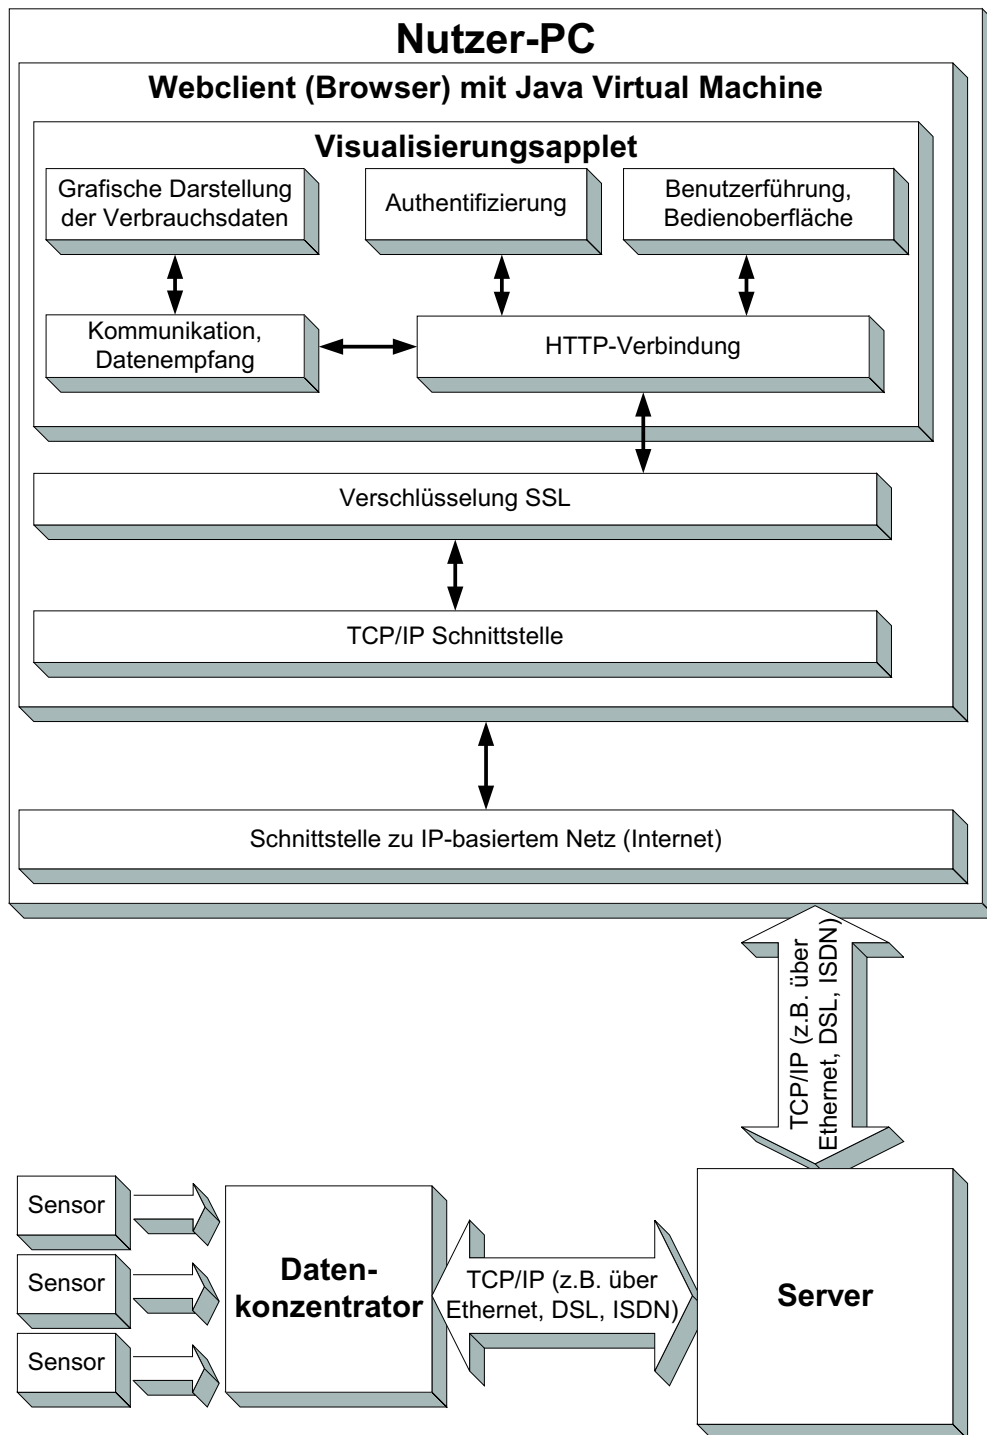 Nutzer-PC
Webclient (Browser) mit Java Virtual Machine
Visualisierungsapplet
Grafische Darstellung
der Verbrauchsdaten
Authentifizierung
Benutzerführung,
Bedienoberfläche
Kommunikation,
Datenempfang
HTTP-Verbindung
Verschlüsselung SSL
TCP/IP Schnittstelle
Schnittstelle zu IP-basiertem Netz (Internet)
TCP/IP (z.B. über
Ethernet, DSL, ISDN)
Sensor
Sensor
Sensor
Daten-
konzentrator
TCP/IP (z.B. über
Ethernet, DSL, ISDN)
Server